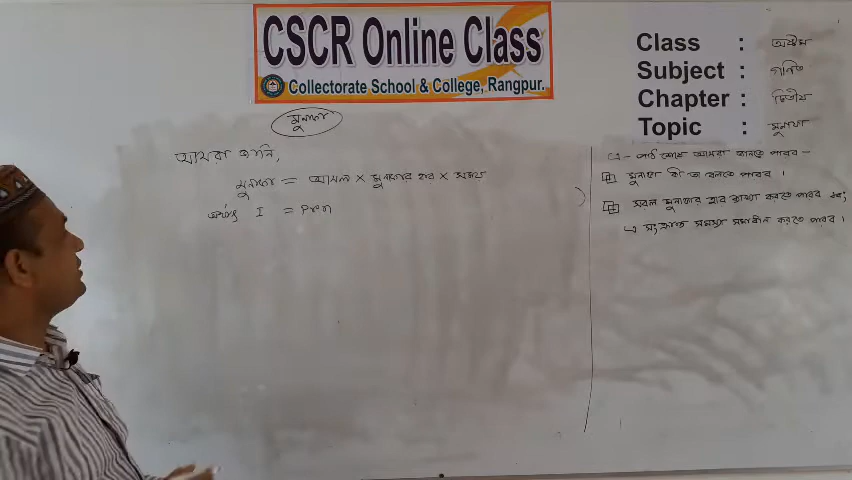 CSCR Online Class
Collectorate School & College, Rangpur.
Class : অষ্টম
Subject : গণিত
Chapter : দ্বিতীয়
Topic : মুনাফা
মুনাফা
আমরা জানি,
মুনাফা = আসল × মুনাফার হার × সময়
অর্থাৎ I = Prn
এ- পাঠ শেষে আমরা জানতে পারব -
মুনাফা কী তা বলতে পারব ।
সরল মুনাফার হার ব্যাখ্যা করতে পারব এবং
এ সংক্রান্ত সমস্যা সমাধান করতে পারব ।